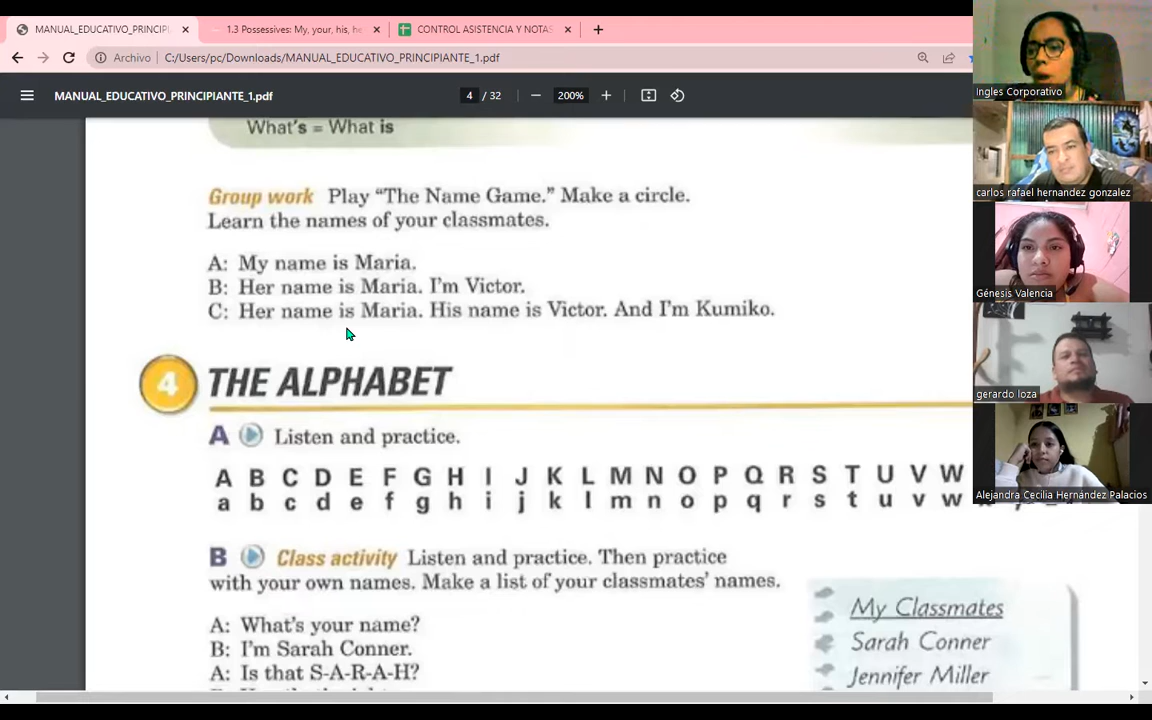 MANUAL_EDUCATIVO_PRINCIPI
1.3 Possessives: My, your, his, he
CONTROL ASISTENCIA Y NOTAS
Archivo
C:/Users/pc/Downloads/MANUAL_EDUCATIVO_PRINCIPIANTE_1.pdf
MANUAL_EDUCATIVO_PRINCIPIANTE_1.pdf
4 / 32
200%
What's = What is
Group work Play “The Name Game.” Make a circle.
Learn the names of your classmates.
A: My name is Maria.
B: Her name is Maria. I'm Victor.
C: Her name is Maria. His name is Victor. And I'm Kumiko.
4 THE ALPHABET
A Listen and practice.
A B C D E F G H I J K L M N O P Q R S T U V W
a b c d e f g h i j k l m n o p q r s t u v w
B Class activity Listen and practice. Then practice
with your own names. Make a list of your classmates' names.
A: What's your name?
B: I'm Sarah Conner.
A: Is that S-A-R-A-H?
My Classmates
Sarah Conner
Jennifer Miller
Ingles Corporativo
carlos rafael hernandez gonzalez
Génesis Valencia
gerardo loza
Alejandra Cecilia Hernández Palacios